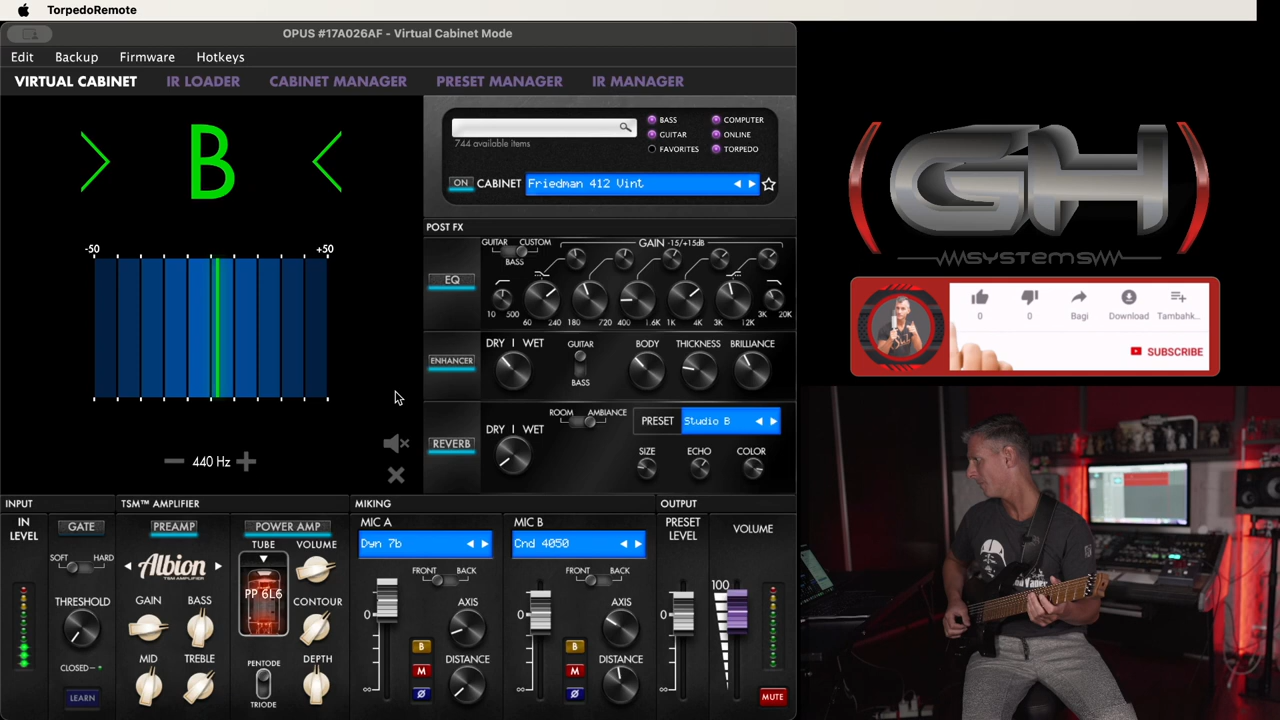 TorpedoRemote
OPUS #17A026AF - Virtual Cabinet Mode
Edit Backup Firmware Hotkeys
VIRTUAL CABINET IR LOADER CABINET MANAGER PRESET MANAGER IR MANAGER
B
-50 +50
440 Hz
744 available items
BASS COMPUTER
GUITAR ONLINE
FAVORITES TORPEDO
ON CABINET Friedman 412 Vint
POST FX
EQ
GUITAR CUSTOM
BASS
GAIN -15/+15dB
10 500 60 240 180 720 400 1.6K 1K 4K 3K 12K 3K 20K
ENHANCER
DRY | WET GUITAR BODY THICKNESS BRILLIANCE
BASS
REVERB
ROOM AMBIANCE PRESET Studio B
DRY | WET SIZE ECHO COLOR
INPUT TSM™ AMPLIFIER MIKING OUTPUT
IN
LEVEL
GATE
SOFT HARD
THRESHOLD
CLOSED
LEARN
PREAMP
Albion
TSM AMPLIFIER
GAIN BASS
MID TREBLE
POWER AMP
TUBE VOLUME
PP 6L6
CONTOUR
PENTODE DEPTH
TRIODE
MIC A
Dyn 7b
FRONT BACK
0 AXIS
B
M DISTANCE
Ø
∞
MIC B
Cnd 4050
FRONT BACK
0 AXIS
B
M DISTANCE
Ø
∞
PRESET
LEVEL
VOLUME
100
0
∞
MUTE
GH
systems
0 0 Bagi Download Tambahk...
SUBSCRIBE